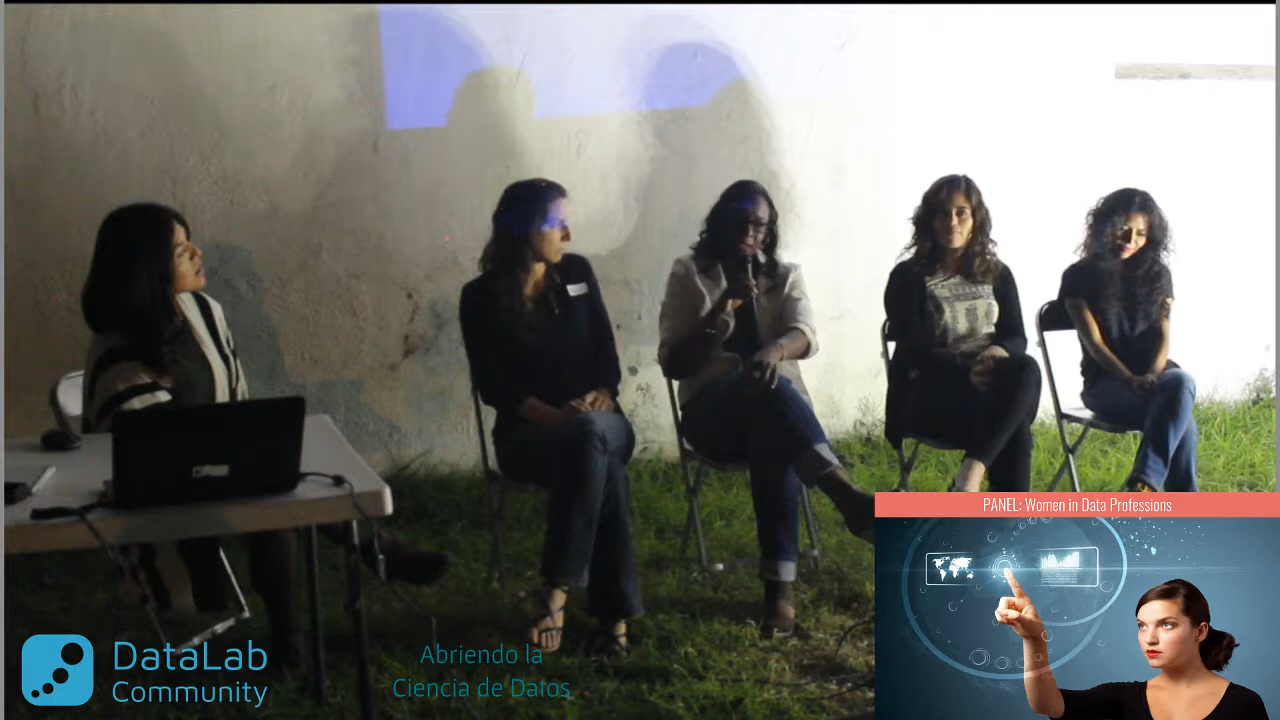 PANEL: Women in Data Professions
DataLab
Community
Abriendo la
Ciencia de Datos